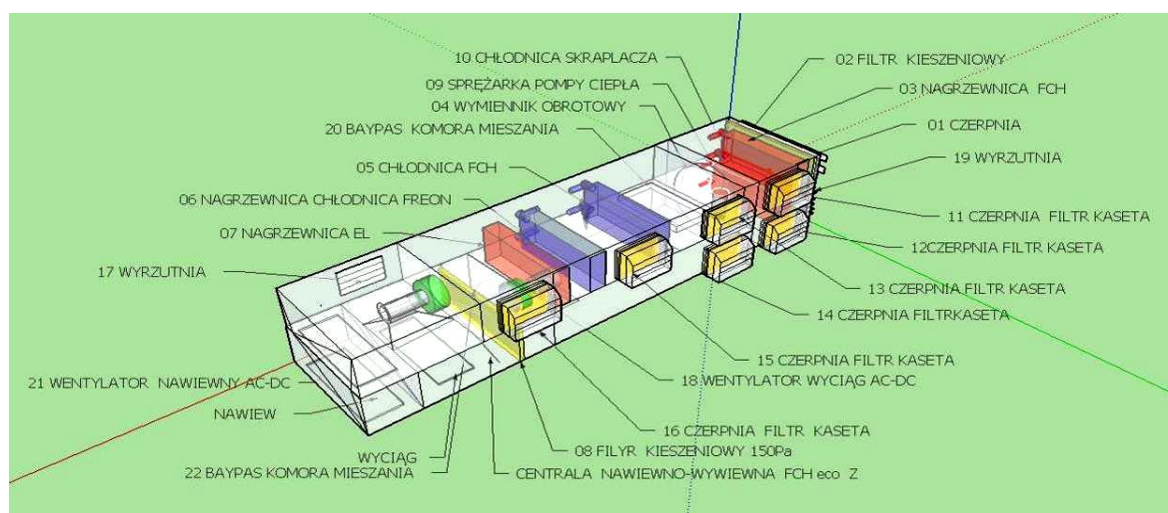 10 CHŁODNICA SKRAPLACZA
02 FILTR KIESZENIOWY
09 SPRĘŻARKA POMPY CIEPŁA
03 NAGRZEWNICA FCH
04 WYMIENNIK OBROTOWY
01 CZERPNIA
20 BAYPAS KOMORA MIESZANIA
19 WYRZUTNIA
05 CHŁODNICA FCH
06 NAGRZEWNICA CHŁODNICA FREON
11 CZERPNIA FILTR KASETA
07 NAGRZEWNICA EL
12CZERPNIA FILTR KASETA
17 WYRZUTNIA
13 CZERPNIA FILTR KASETA
14 CZERPNIA FILTRKASETA
15 CZERPNIA FILTR KASETA
21 WENTYLATOR NAWIEWNY AC-DC
18 WENTYLATOR WYCIĄG AC-DC
NAWIEW
16 CZERPNIA FILTR KASETA
WYCIĄG
08 FILYR KIESZENIOWY 150Pa
22 BAYPAS KOMORA MIESZANIA
CENTRALA NAWIEWNO-WYWIEWNA FCH eco Z